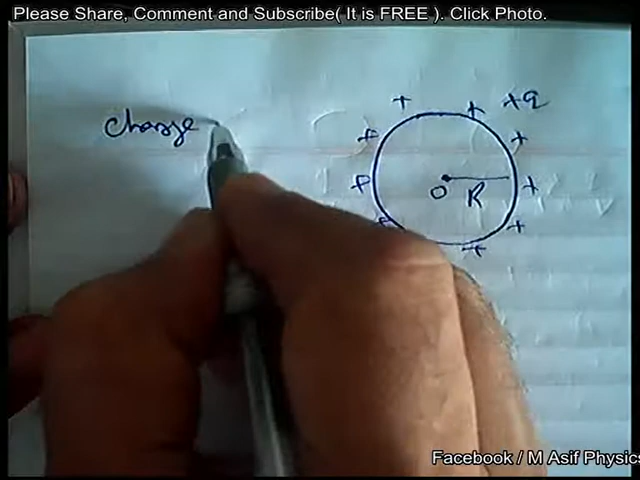 Please Share, Comment and Subscribe( It is FREE ). Click Photo.
Charge
+ + +q
+ +
+ O R +
+ + +
Facebook / M Asif Physics